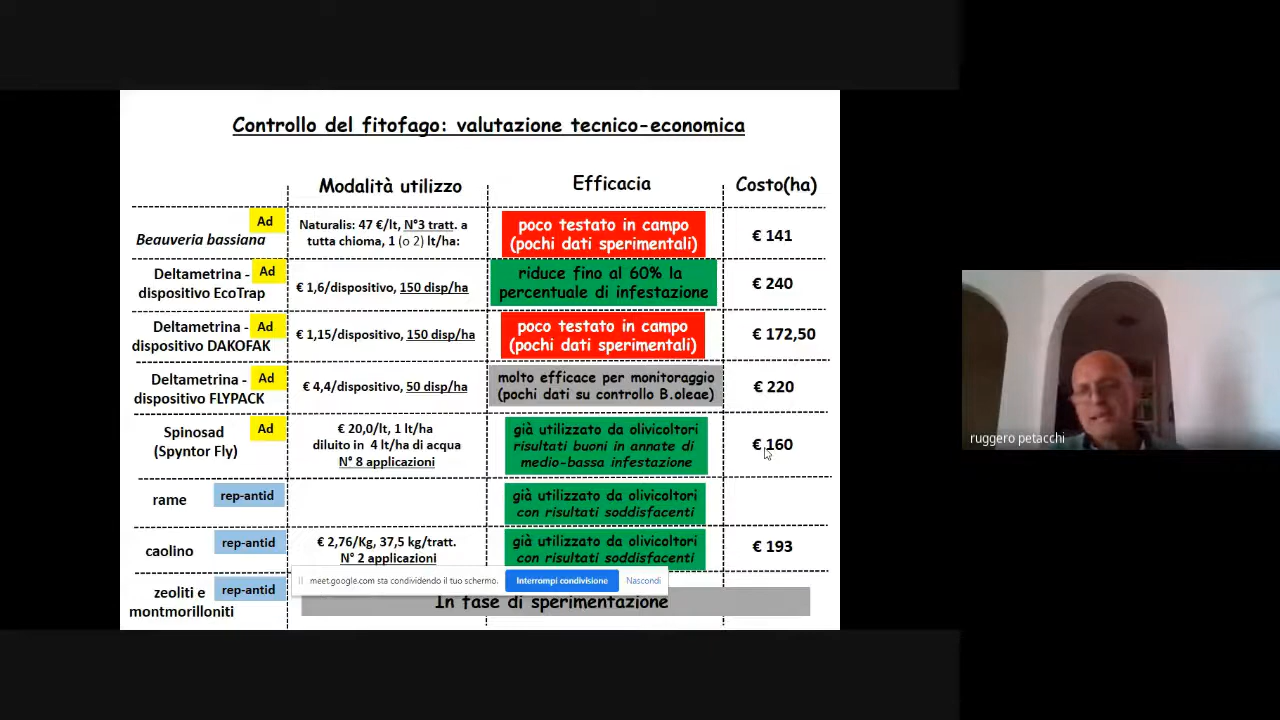 Controllo del fitofago: valutazione tecnico-economica
Modalità utilizzo
Efficacia
Costo(ha)
Ad
Beauveria bassiana
Naturalis: 47 €/lt, N°3 tratt. a
tutta chioma, 1 (o 2) lt/ha:
poco testato in campo
(pochi dati sperimentali)
€ 141
Deltametrina -
dispositivo EcoTrap
Ad
€ 1,6/dispositivo, 150 disp/ha
riduce fino al 60% la
percentuale di infestazione
€ 240
Deltametrina -
dispositivo DAKOFAK
Ad
€ 1,15/dispositivo, 150 disp/ha
poco testato in campo
(pochi dati sperimentali)
€ 172,50
Deltametrina -
dispositivo FLYPACK
Ad
€ 4,4/dispositivo, 50 disp/ha
molto efficace per monitoraggio
(pochi dati su controllo B.oleae)
€ 220
Spinosad
(Spyntor Fly)
Ad
€ 20,0/lt, 1 lt/ha
diluito in 4 lt/ha di acqua
N° 8 applicazioni
già utilizzato da olivicoltori
risultati buoni in annate di
medio-bassa infestazione
€ 160
rame
rep-antid
già utilizzato da olivicoltori
con risultati soddisfacenti
caolino
rep-antid
€ 2,76/Kg, 37,5 kg/tratt.
N° 2 applicazioni
già utilizzato da olivicoltori
con risultati soddisfacenti
€ 193
zeoliti e
montmorilloniti
rep-antid
In fase di sperimentazione
meet.google.com sta condividendo il tuo schermo.
Interrompi condivisione
Nascondi
ruggero petacchi